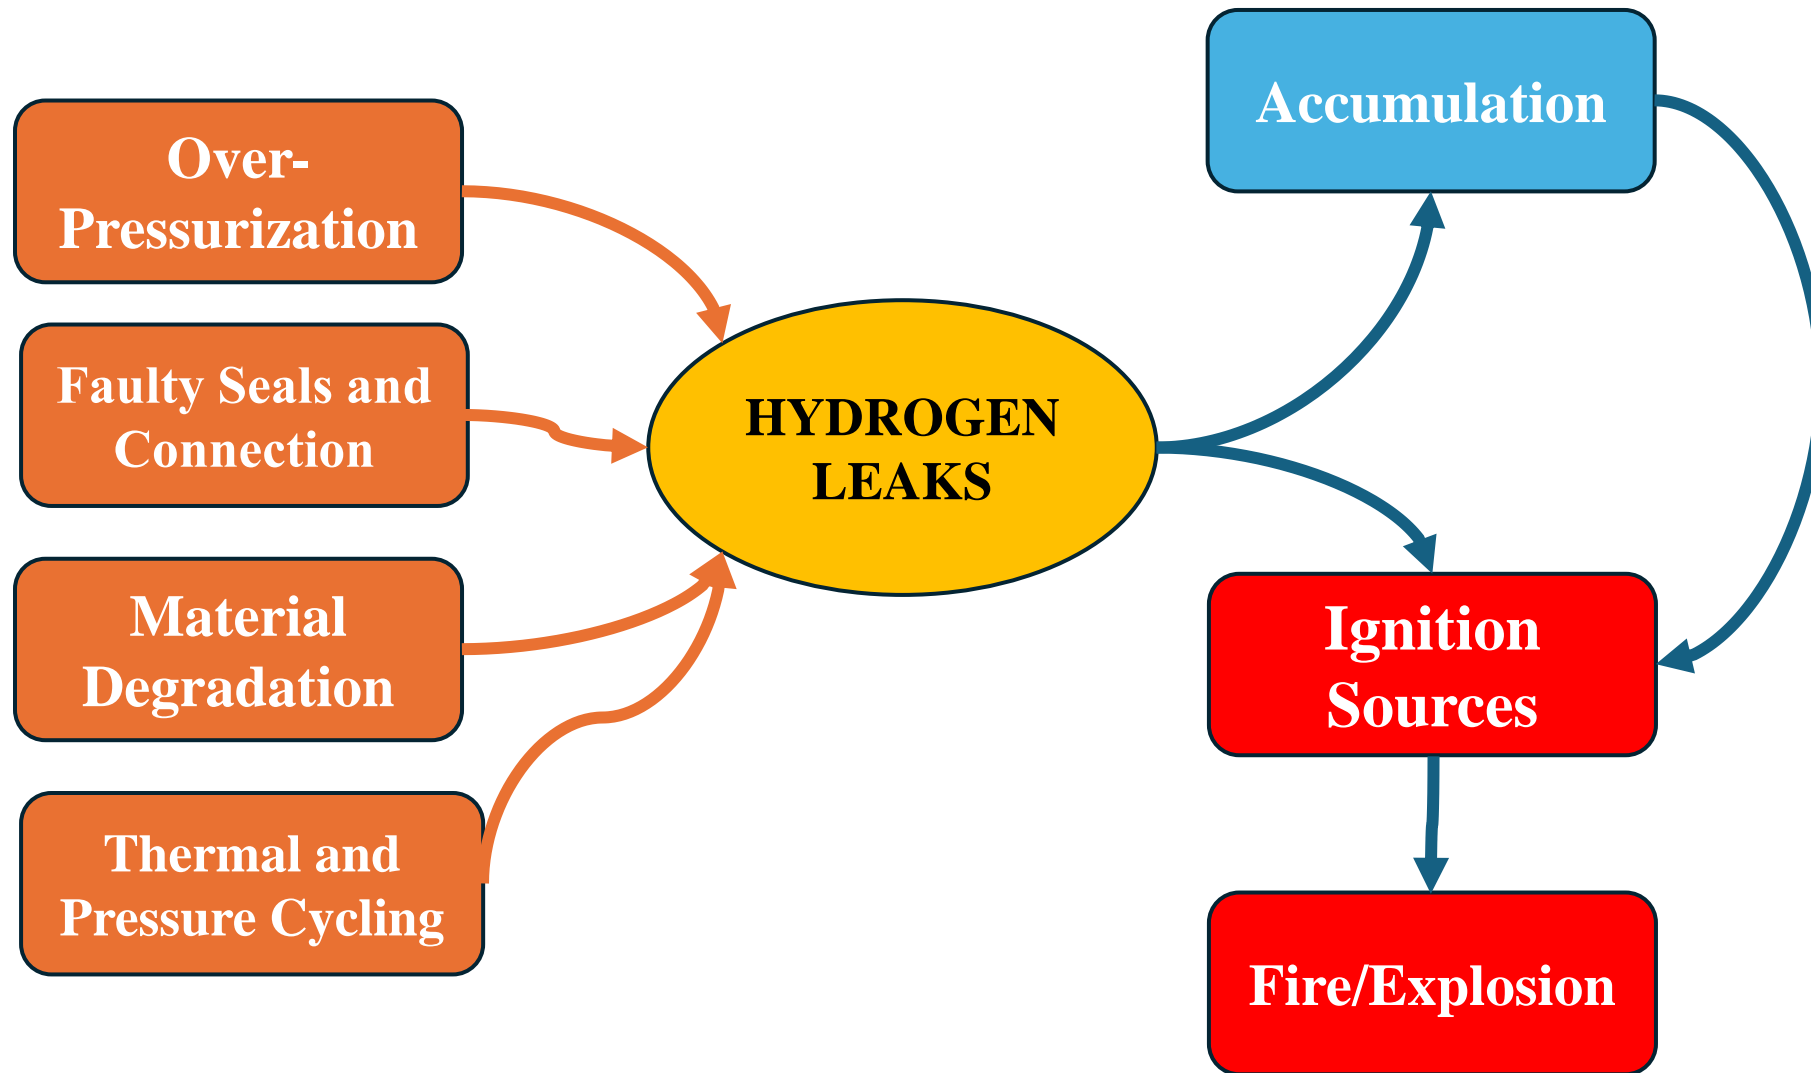 Over-
Pressurization
Faulty Seals and
Connection
Material
Degradation
Thermal and
Pressure Cycling
HYDROGEN
LEAKS
Accumulation
Ignition
Sources
Fire/Explosion